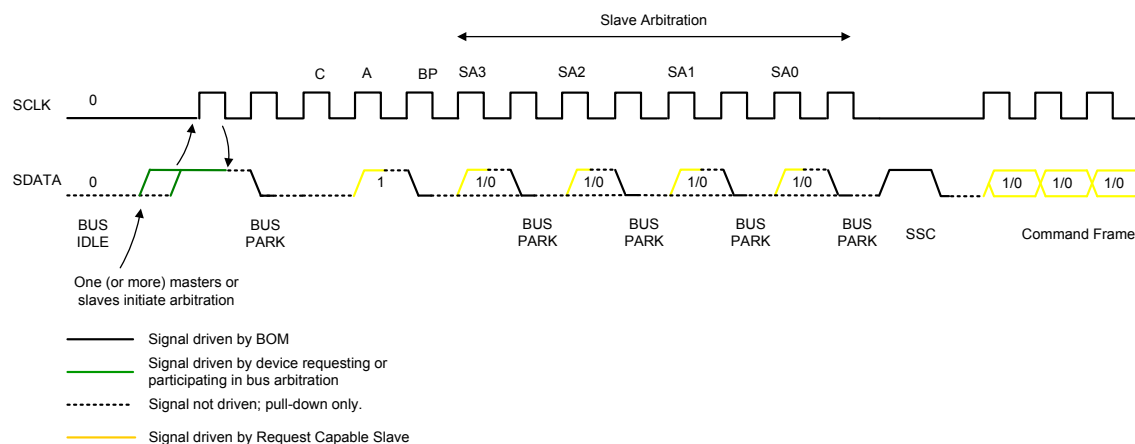 Slave Arbitration
C A BP SA3 SA2 SA1 SA0
SCLK 0
SDATA 0 1 1/0 1/0 1/0 1/0 1/0 1/0 1/0
BUS IDLE
BUS PARK
BUS PARK
BUS PARK
BUS PARK
BUS PARK
SSC
Command Frame
One (or more) masters or
slaves initiate arbitration
Signal driven by BOM
Signal driven by device requesting or
participating in bus arbitration
Signal not driven; pull-down only.
Signal driven by Request Capable Slave